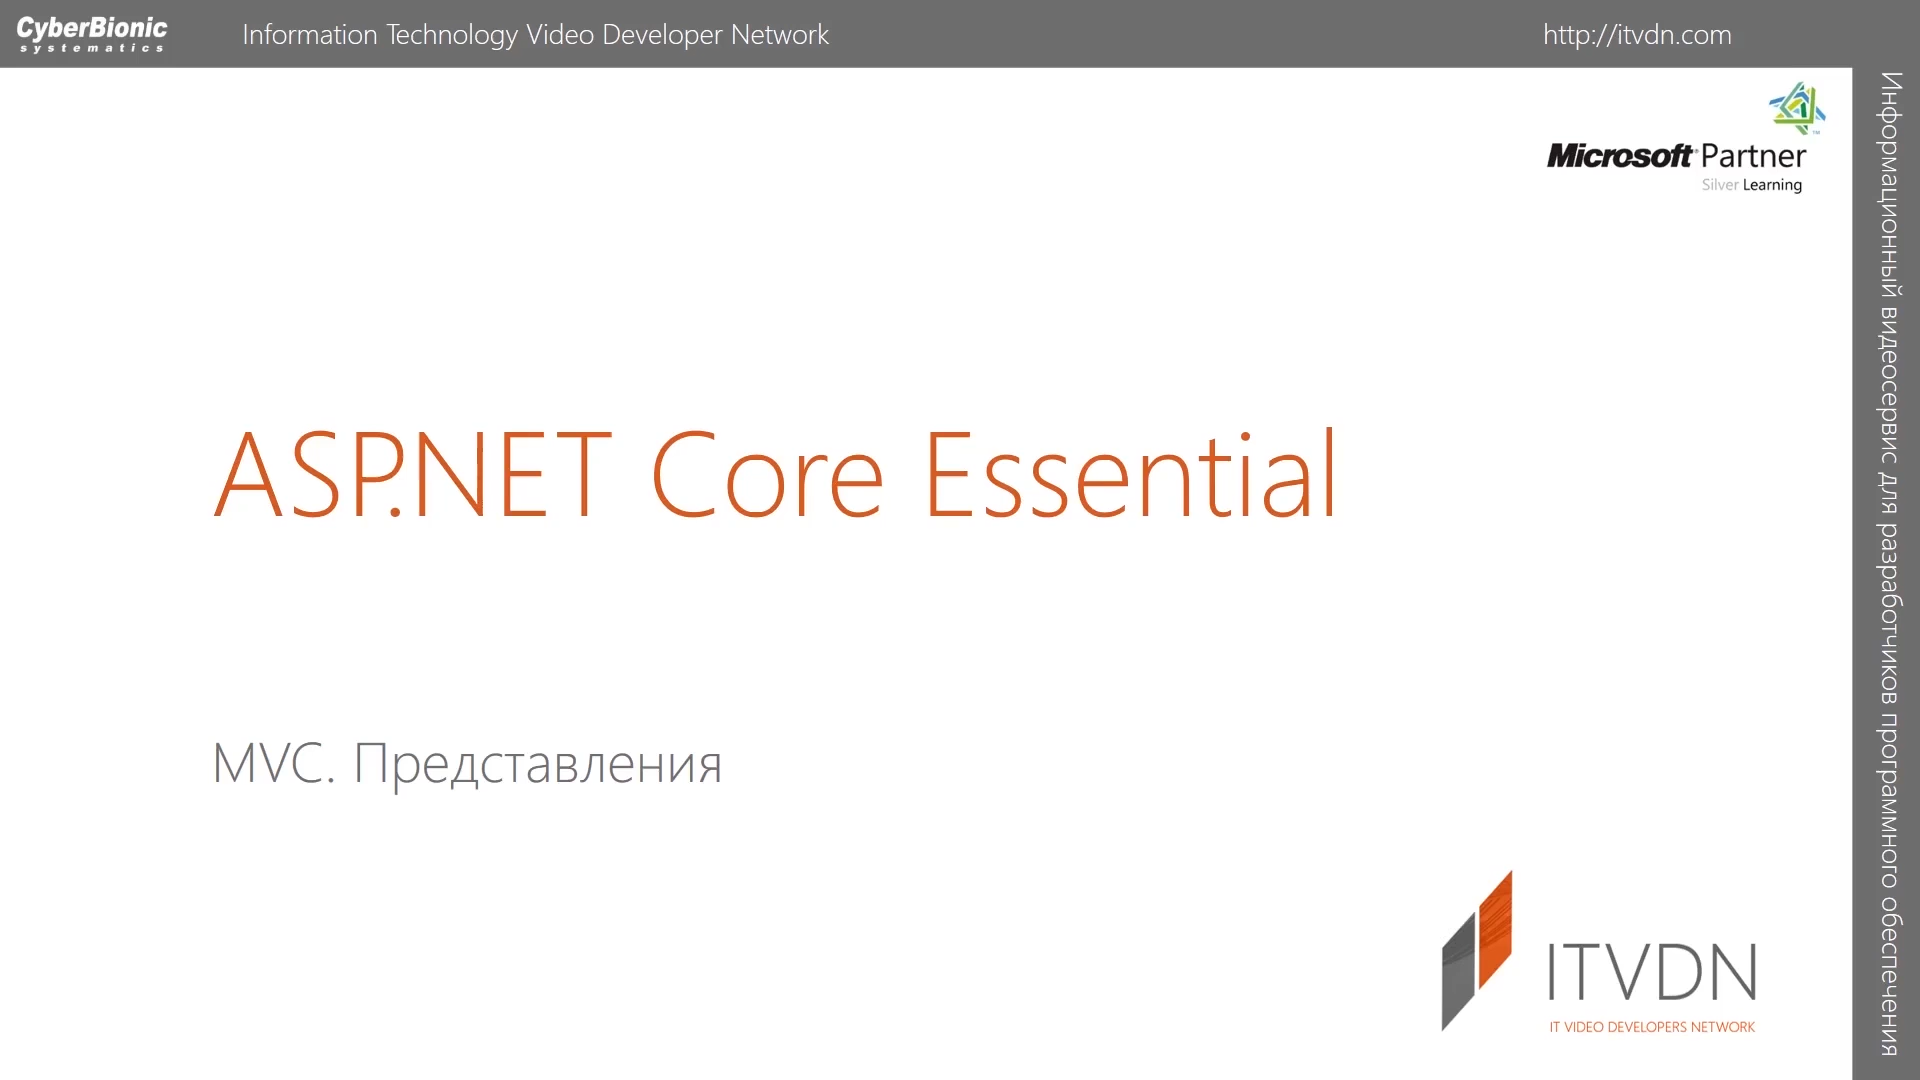 CyberBionic
systematics
Information Technology Video Developer Network
http://itvdn.com
Microsoft Partner
Silver Learning
ASP.NET Core Essential
MVC. Представления
ITVDN
IT VIDEO DEVELOPERS NETWORK
Информационный видеосервис для разработчиков программного обеспечения